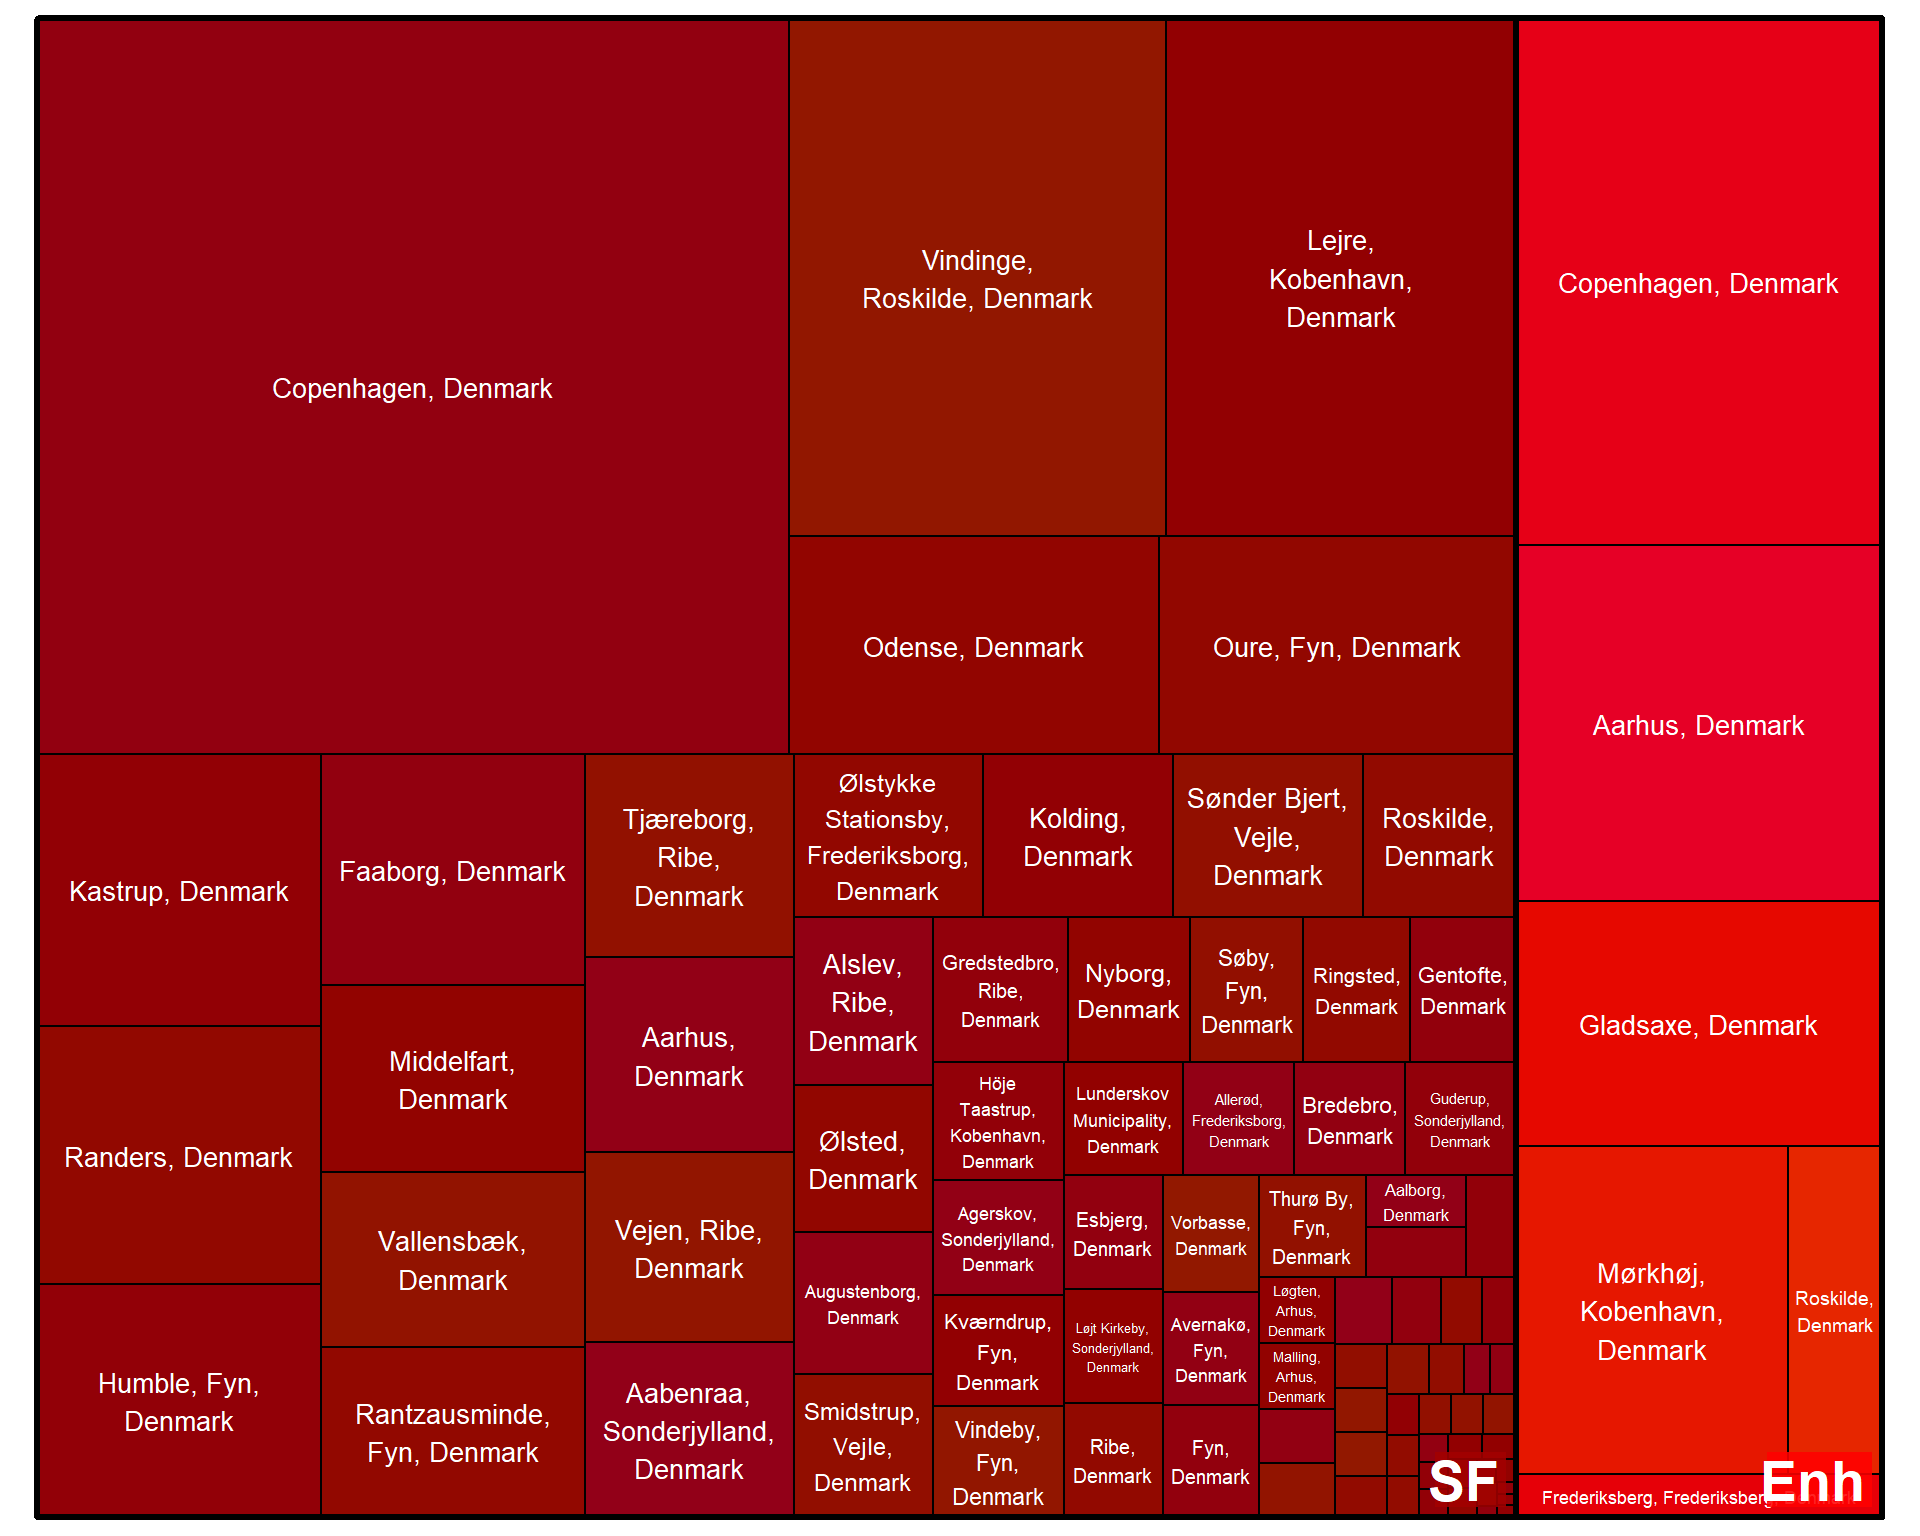 Copenhagen, Denmark
Vindinge,
Roskilde, Denmark
Lejre,
Kobenhavn,
Denmark
Odense, Denmark
Oure, Fyn, Denmark
Kastrup, Denmark
Randers, Denmark
Humble, Fyn,
Denmark
Faaborg, Denmark
Middelfart,
Denmark
Vallensbæk,
Denmark
Rantzausminde,
Fyn, Denmark
Tjæreborg,
Ribe,
Denmark
Aarhus,
Denmark
Vejen, Ribe,
Denmark
Aabenraa,
Sonderjylland,
Denmark
Ølstykke
Stationsby,
Frederiksborg,
Denmark
Kolding,
Denmark
Sønder Bjert,
Vejle,
Denmark
Roskilde,
Denmark
Alslev,
Ribe,
Denmark
Ølsted,
Denmark
Augustenborg,
Denmark
Smidstrup,
Vejle,
Denmark
Gredstedbro,
Ribe,
Denmark
Nyborg,
Denmark
Søby,
Fyn,
Denmark
Ringsted,
Denmark
Gentofte,
Denmark
Höje
Taastrup,
Kobenhavn,
Denmark
Agerskov,
Sonderjylland,
Denmark
Kværndrup,
Fyn,
Denmark
Vindeby,
Fyn,
Denmark
Lunderskov
Municipality,
Denmark
Allerød,
Frederiksborg,
Denmark
Bredebro,
Denmark
Guderup,
Sonderjylland,
Denmark
Esbjerg,
Denmark
Løjt Kirkeby,
Sonderjylland,
Denmark
Ribe,
Denmark
Vorbasse,
Denmark
Avernakø,
Fyn,
Denmark
Fyn,
Denmark
Thurø By,
Fyn,
Denmark
Aalborg,
Denmark
Løgten,
Arhus,
Denmark
Malling,
Arhus,
Denmark
SF
Copenhagen, Denmark
Aarhus, Denmark
Gladsaxe, Denmark
Mørkhøj,
Kobenhavn,
Denmark
Roskilde,
Denmark
Frederiksberg, Frederiksberg, Denmark
Enh